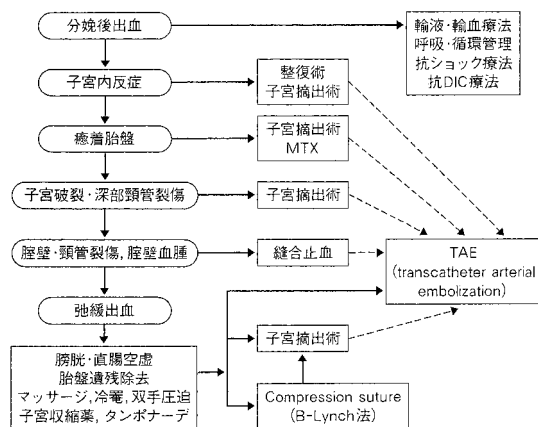 分娩後出血
輸液・輸血療法
呼吸・循環管理
抗ショック療法
抗DIC療法
子宮内反症
整復術
子宮摘出術
癒着胎盤
子宮摘出術
MTX
子宮破裂・深部頸管裂傷
子宮摘出術
腟壁・頸管裂傷, 腟壁血腫
縫合止血
TAE
(transcatheter arterial
embolization)
弛緩出血
膀胱・直腸空虚
胎盤遺残除去
マッサージ, 冷罨, 双手圧迫
子宮収縮薬, タンポナーデ
子宮摘出術
Compression suture
(B-Lynch法)